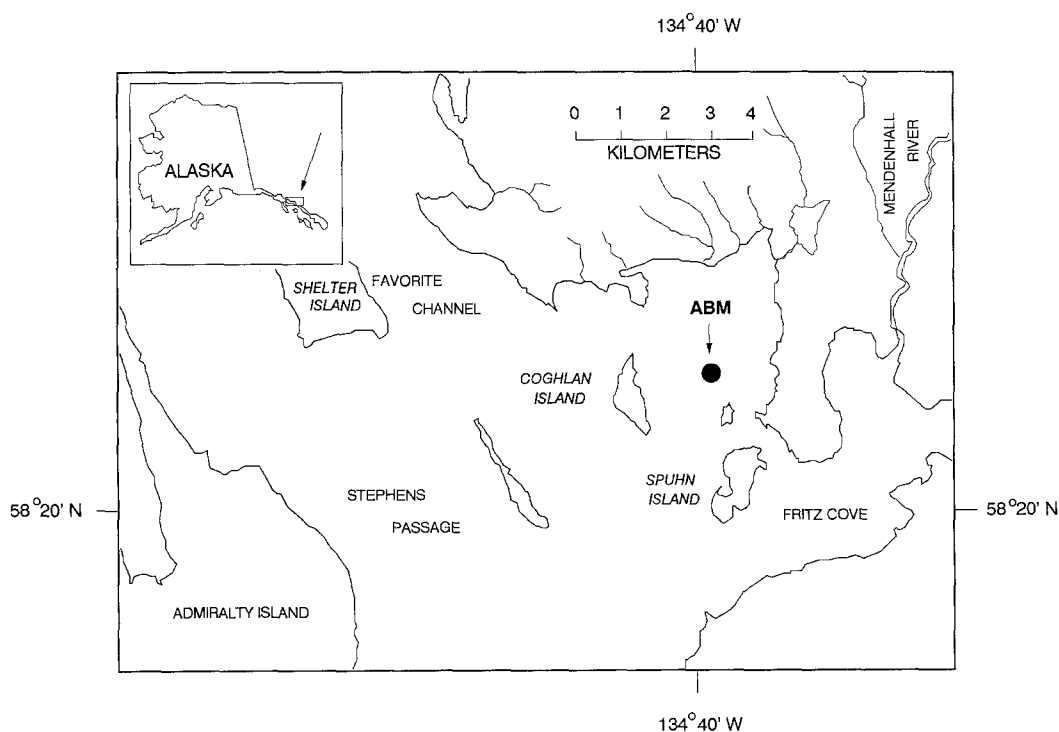 134°40' W
0 1 2 3 4
KILOMETERS
MENDENHALL
RIVER
ALASKA
SHELTER
ISLAND
FAVORITE
CHANNEL
ABM
COGHLAN
ISLAND
SPUHN
ISLAND
STEPHENS
PASSAGE
58°20' N
58°20' N
FRITZ COVE
ADMIRALTY ISLAND
134°40' W